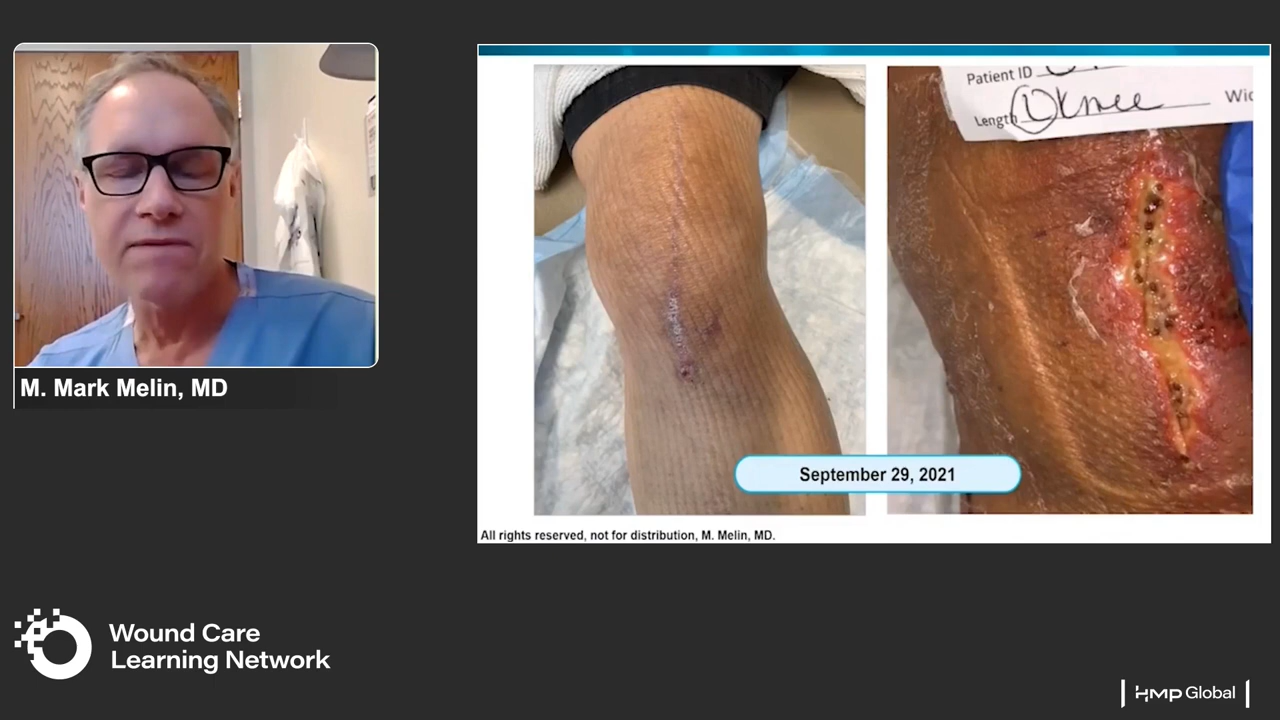 M. Mark Melin, MD
Patient ID
Length L Knee
September 29, 2021
All rights reserved, not for distribution, M. Melin, MD.
Wound Care
Learning Network
HMP Global